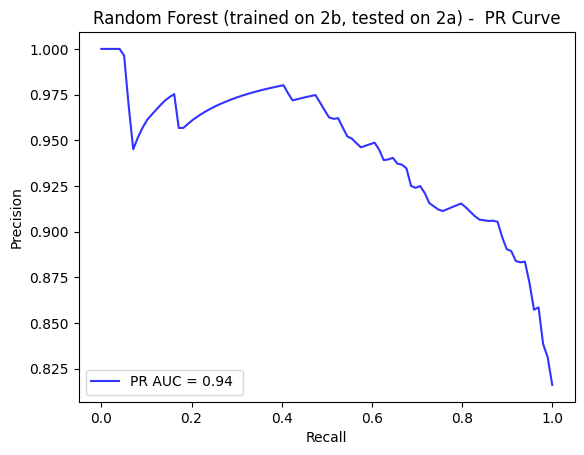 Random Forest (trained on 2b, tested on 2a) -  PR Curve
1.000
0.975
0.950
0.925
0.900
0.875
0.850
0.825
Precision
PR AUC = 0.94
0.0 0.2 0.4 0.6 0.8 1.0
Recall